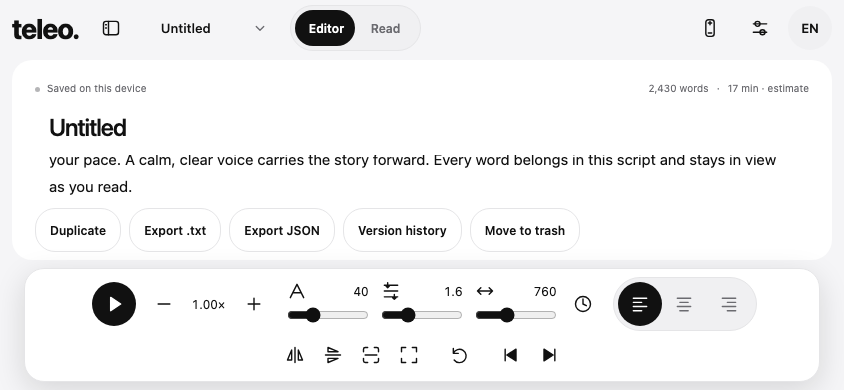 teleo.
Untitled
Editor
Read
EN
Saved on this device
2,430 words · 17 min · estimate
Untitled
your pace. A calm, clear voice carries the story forward. Every word belongs in this script and stays in view
as you read.
Duplicate
Export .txt
Export JSON
Version history
Move to trash
1.00×
40
1.6
760